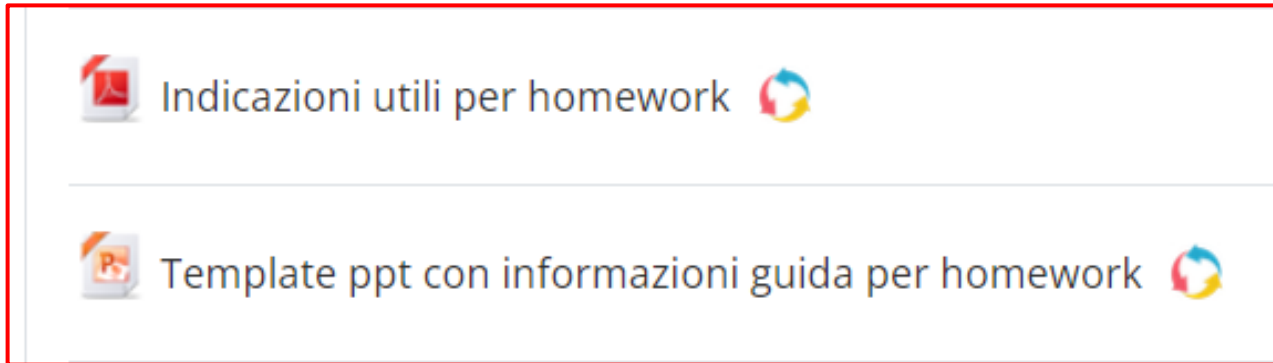 Indicazioni utili per homework
Template ppt con informazioni guida per homework